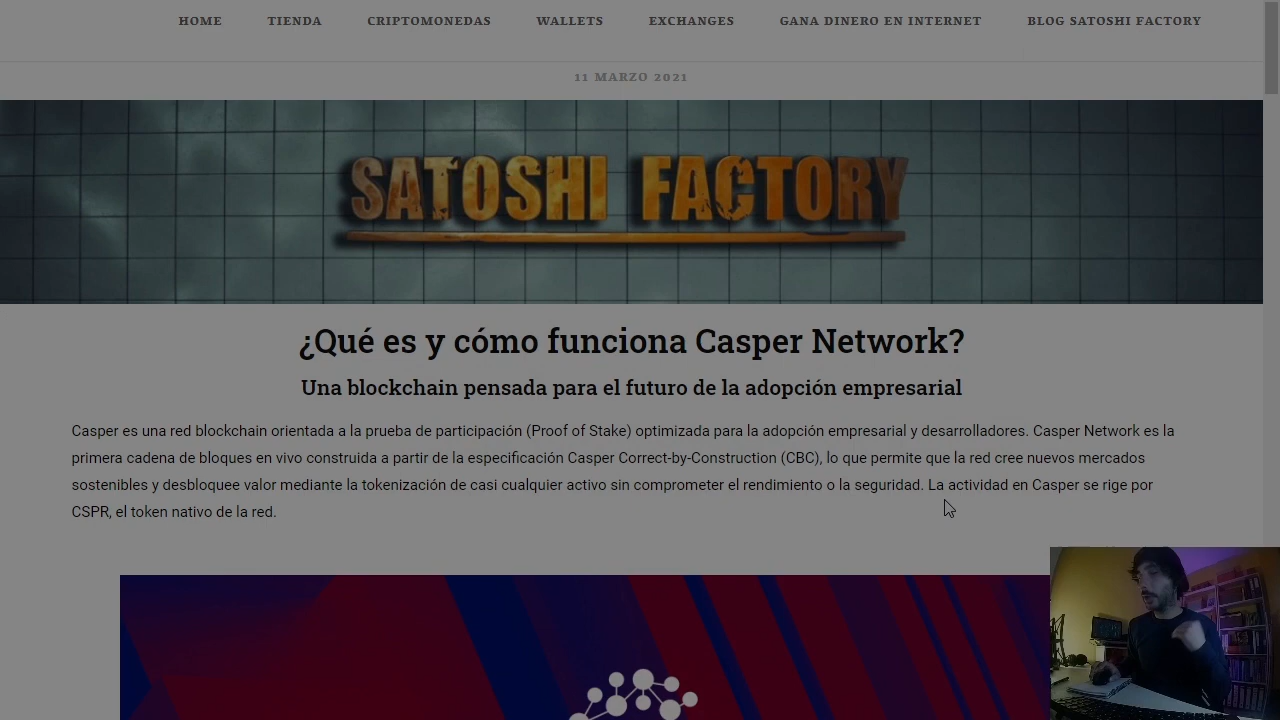 HOME TIENDA CRIPTOMONEDAS WALLETS EXCHANGES GANA DINERO EN INTERNET BLOG SATOSHI FACTORY
11 MARZO 2021
SATOSHI FACTORY
¿Qué es y cómo funciona Casper Network?
Una blockchain pensada para el futuro de la adopción empresarial
Casper es una red blockchain orientada a la prueba de participación (Proof of Stake) optimizada para la adopción empresarial y desarrolladores. Casper Network es la
primera cadena de bloques en vivo construida a partir de la especificación Casper Correct-by-Construction (CBC), lo que permite que la red cree nuevos mercados
sostenibles y desbloquee valor mediante la tokenización de casi cualquier activo sin comprometer el rendimiento o la seguridad. La actividad en Casper se rige por
CSPR, el token nativo de la red.